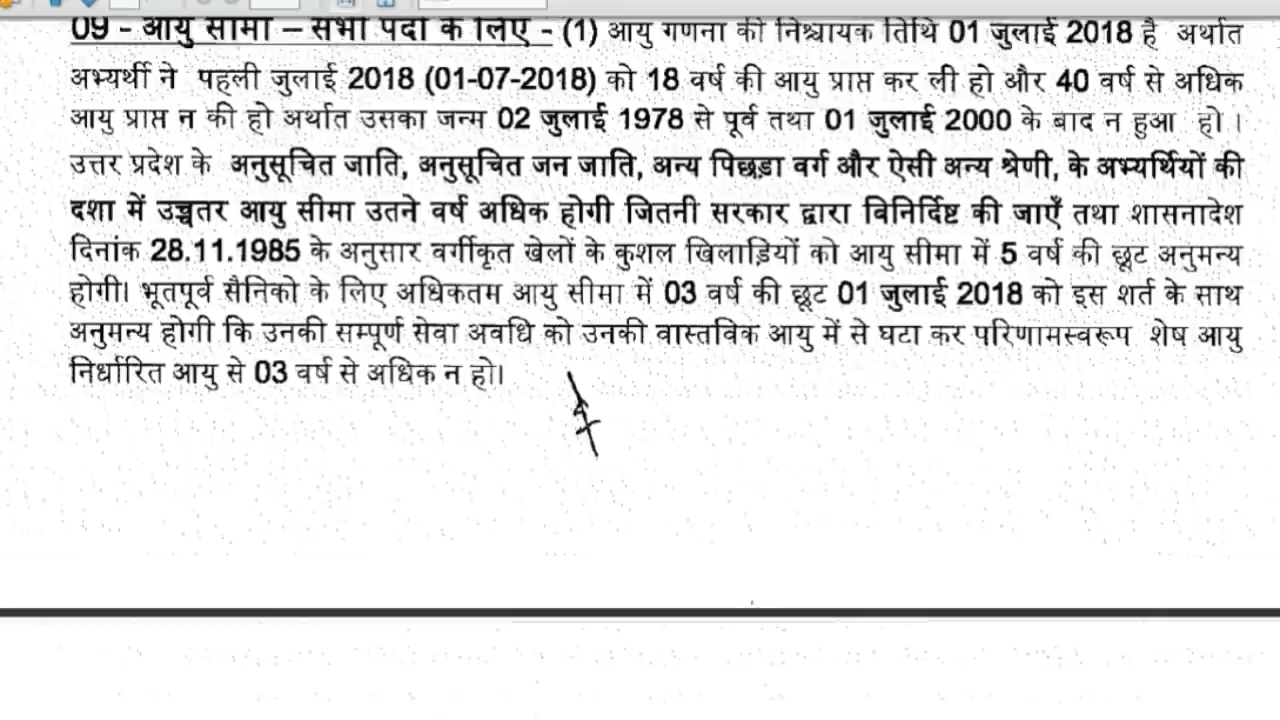 09 - आयु सीमा – सभी पदों के लिए - (1) आयु गणना की निश्चायक तिथि 01 जुलाई 2018 है अर्थात
अभ्यर्थी ने पहली जुलाई 2018 (01-07-2018) को 18 वर्ष की आयु प्राप्त कर ली हो और 40 वर्ष से अधिक
आयु प्राप्त न की हो अर्थात उसका जन्म 02 जुलाई 1978 से पूर्व तथा 01 जुलाई 2000 के बाद न हुआ हो ।
उत्तर प्रदेश के अनुसूचित जाति, अनुसूचित जन जाति, अन्य पिछड़ा वर्ग और ऐसी अन्य श्रेणी, के अभ्यर्थियों की
दशा में उच्चतर आयु सीमा उतने वर्ष अधिक होगी जितनी सरकार द्वारा विनिर्दिष्ट की जाएँ तथा शासनादेश
दिनांक 28.11.1985 के अनुसार वर्गीकृत खेलों के कुशल खिलाड़ियों को आयु सीमा में 5 वर्ष की छूट अनुमन्य
होगी। भूतपूर्व सैनिको के लिए अधिकतम आयु सीमा में 03 वर्ष की छूट 01 जुलाई 2018 को इस शर्त के साथ
अनुमन्य होगी कि उनकी सम्पूर्ण सेवा अवधि को उनकी वास्तविक आयु में से घटा कर परिणामस्वरूप शेष आयु
निर्धारित आयु से 03 वर्ष से अधिक न हो।